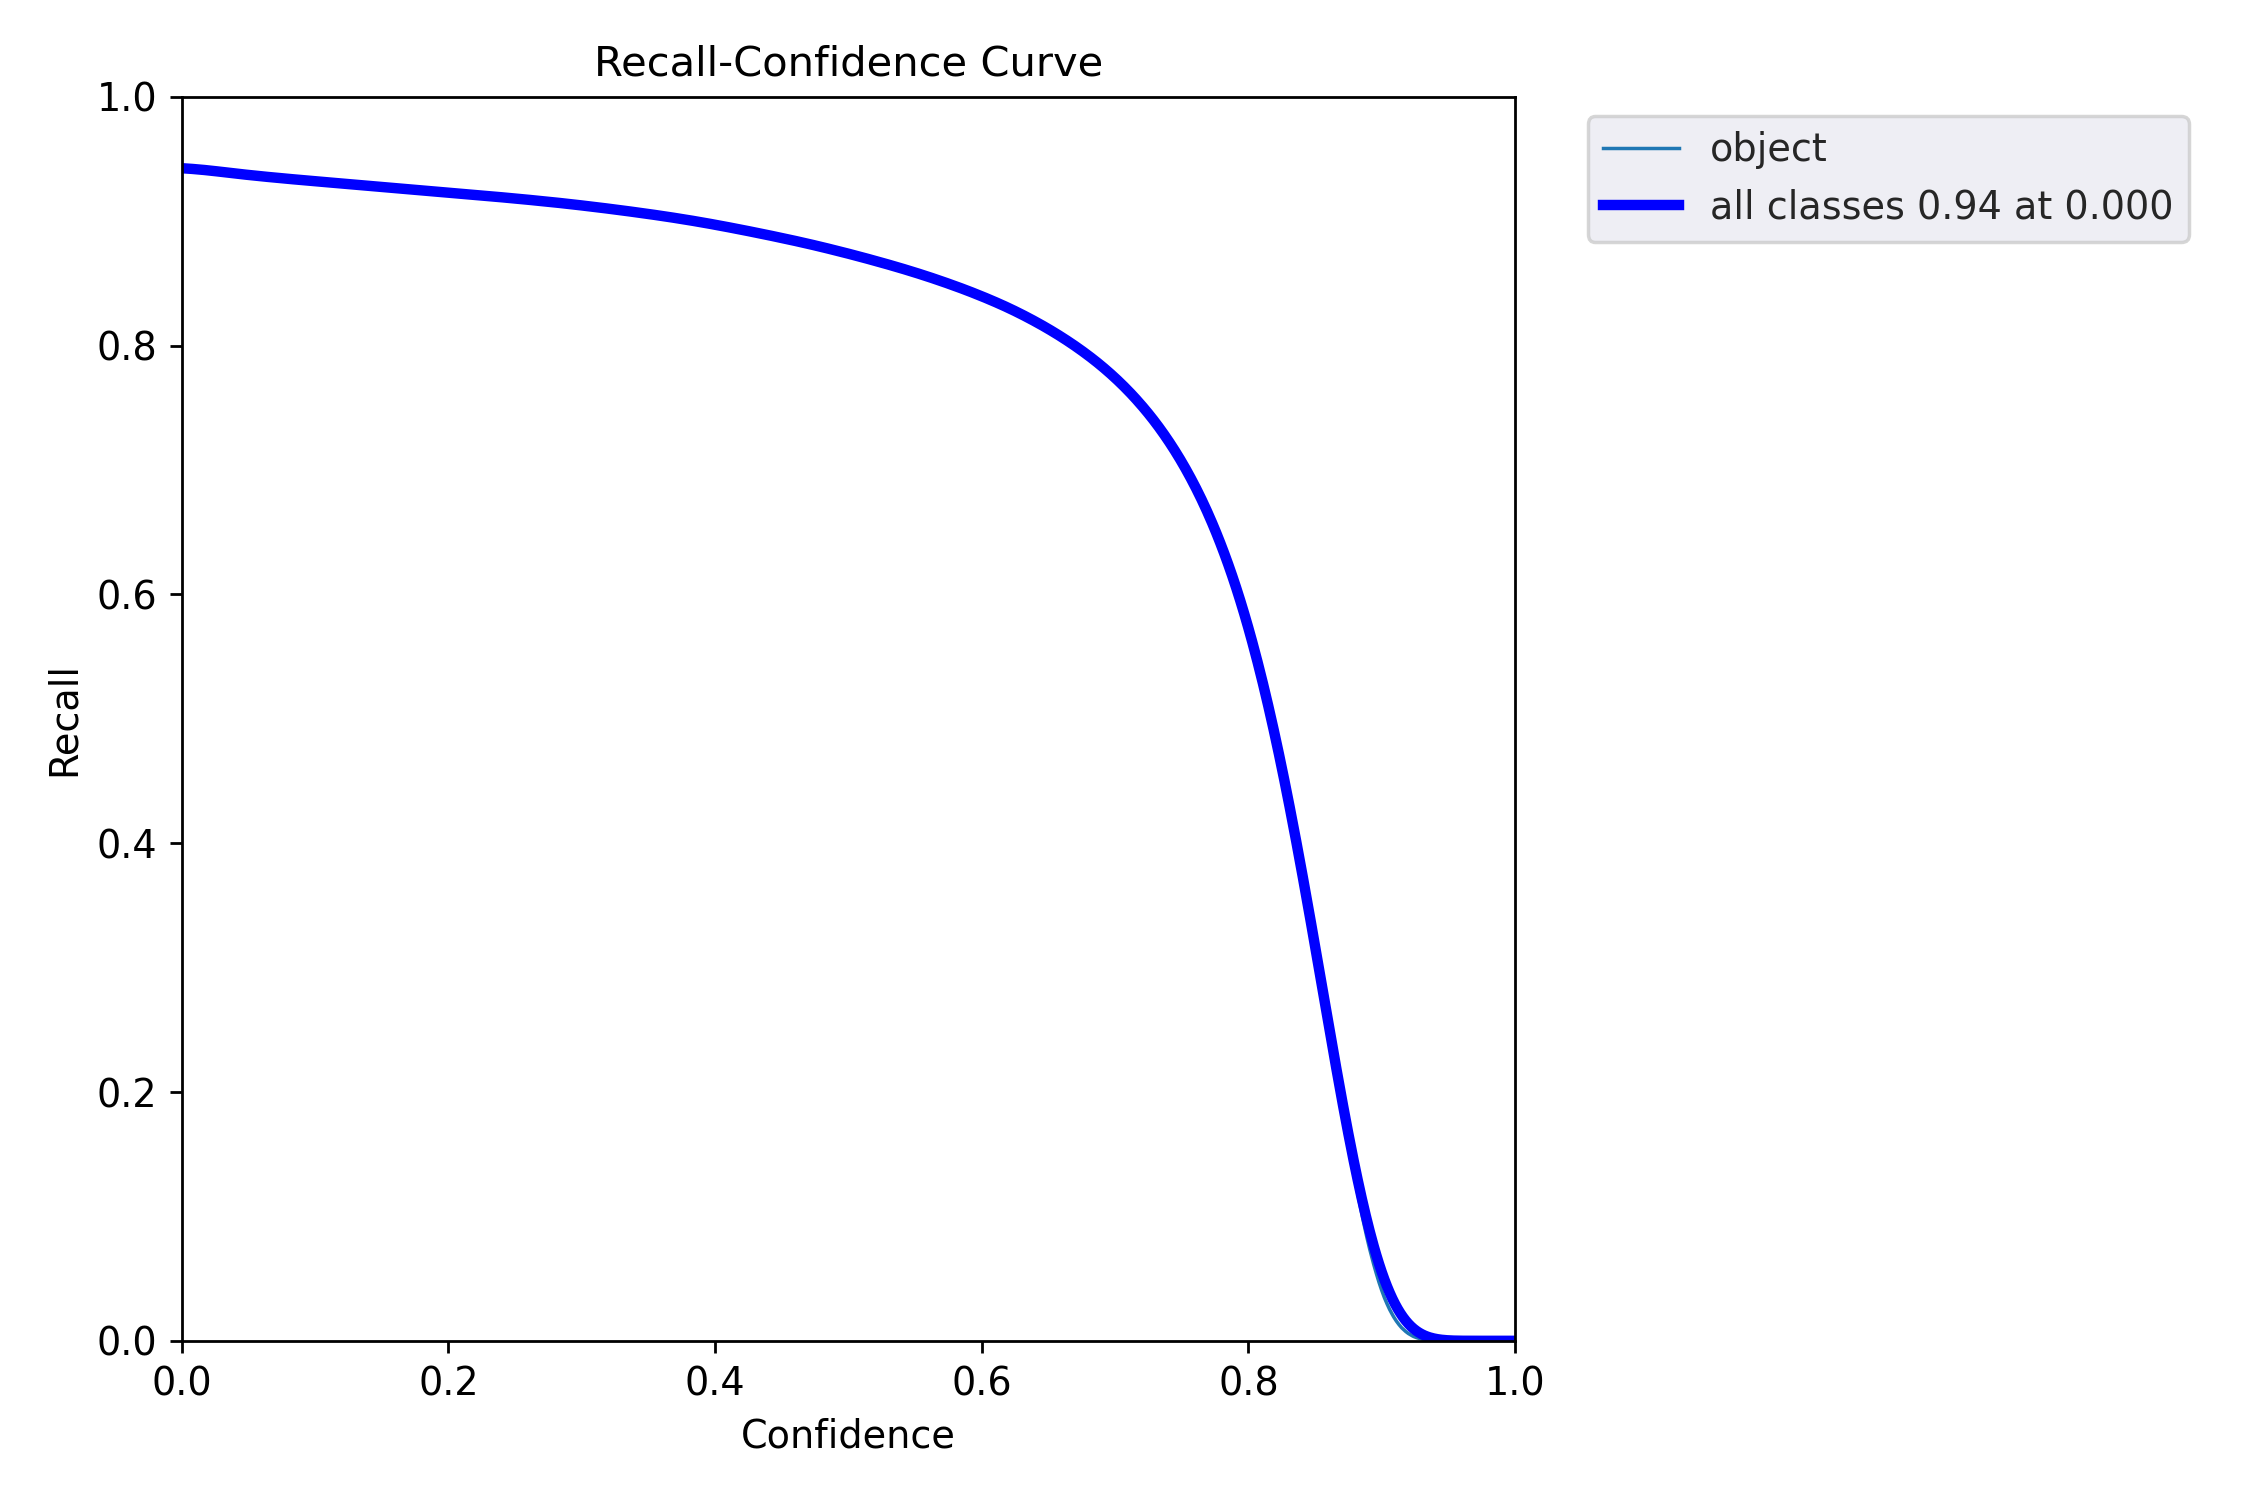 Recall-Confidence Curve
1.0
0.8
0.6
0.4
0.2
0.0
Recall
0.0 0.2 0.4 0.6 0.8 1.0
Confidence
object
all classes 0.94 at 0.000